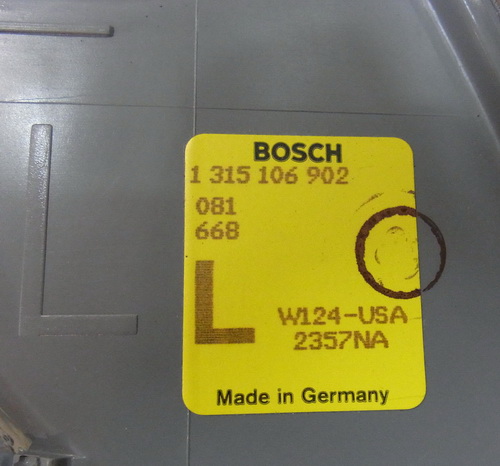 L
BOSCH
1 315 106 902
081
668
L
W124-USA
2357NA
Made in Germany